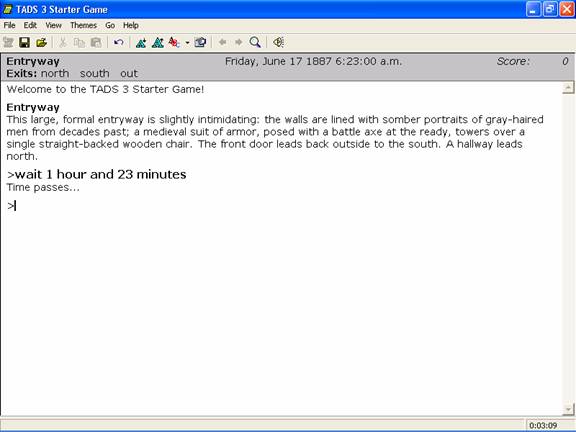 TADS 3 Starter Game
File Edit View Themes Go Help
Entryway Friday, June 17 1887 6:23:00 a.m. Score: 0
Exits: north south out
Welcome to the TADS 3 Starter Game!
Entryway
This large, formal entryway is slightly intimidating: the walls are lined with somber portraits of gray-haired
men from decades past; a medieval suit of armor, posed with a battle axe at the ready, towers over a
single straight-backed wooden chair. The front door leads back outside to the south. A hallway leads
north.
>wait 1 hour and 23 minutes
Time passes...
>
0:03:09